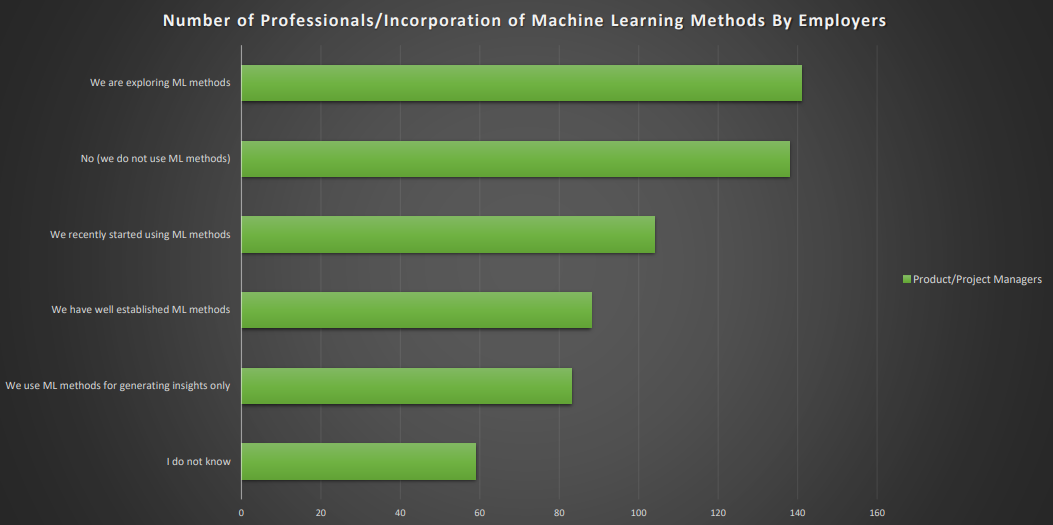 Number of Professionals/Incorporation of Machine Learning Methods By Employers
We are exploring ML methods
No (we do not use ML methods)
We recently started using ML methods
We have well established ML methods
We use ML methods for generating insights only
I do not know
0 20 40 60 80 100 120 140 160
Product/Project Managers